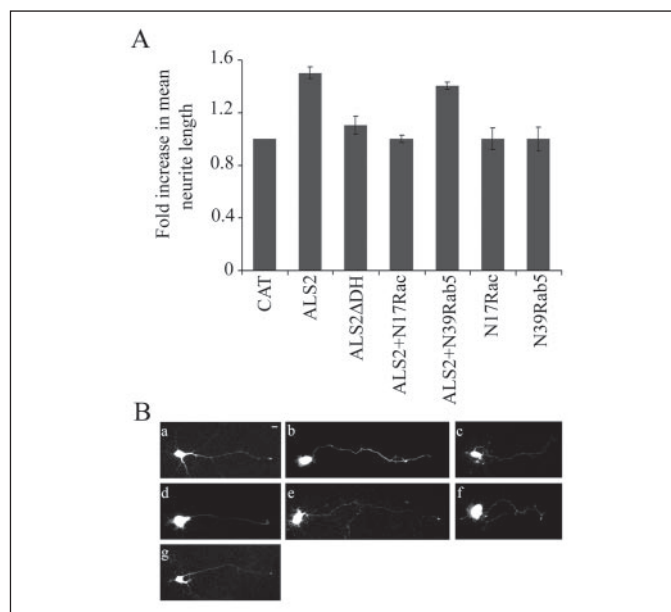 A
Fold increase in mean
neurite length
1.6
1.2
0.8
0.4
0
CAT
ALS2
ALS2ΔDH
ALS2+N17Rac
ALS2+N39Rab5
N17Rac
N39Rab5
B
a
b
c
d
e
f
g